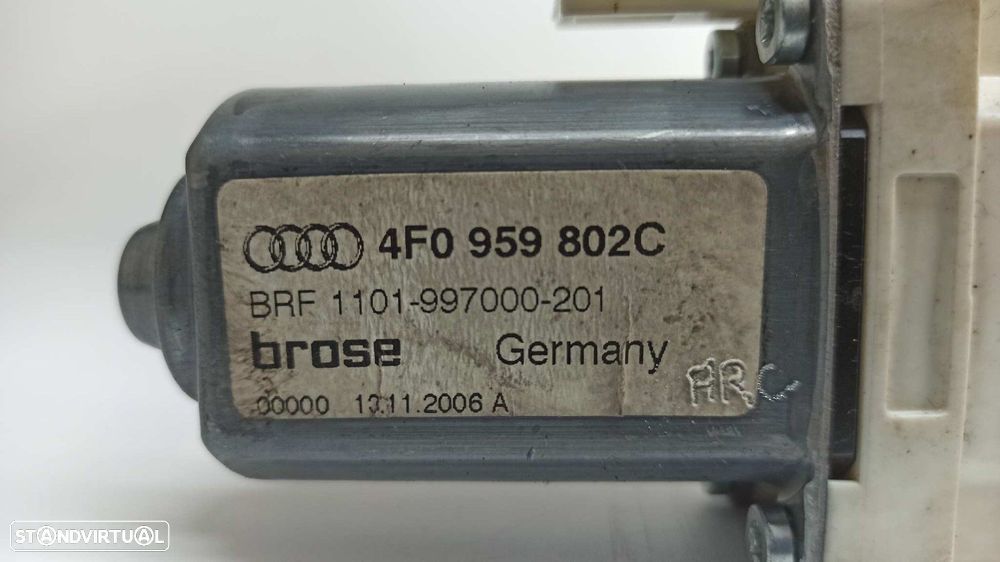 4F0 959 802C
BRF 1101-997000-201
brose Germany
00000 13.11.2006 A
ARC
STANDVIRTUAL